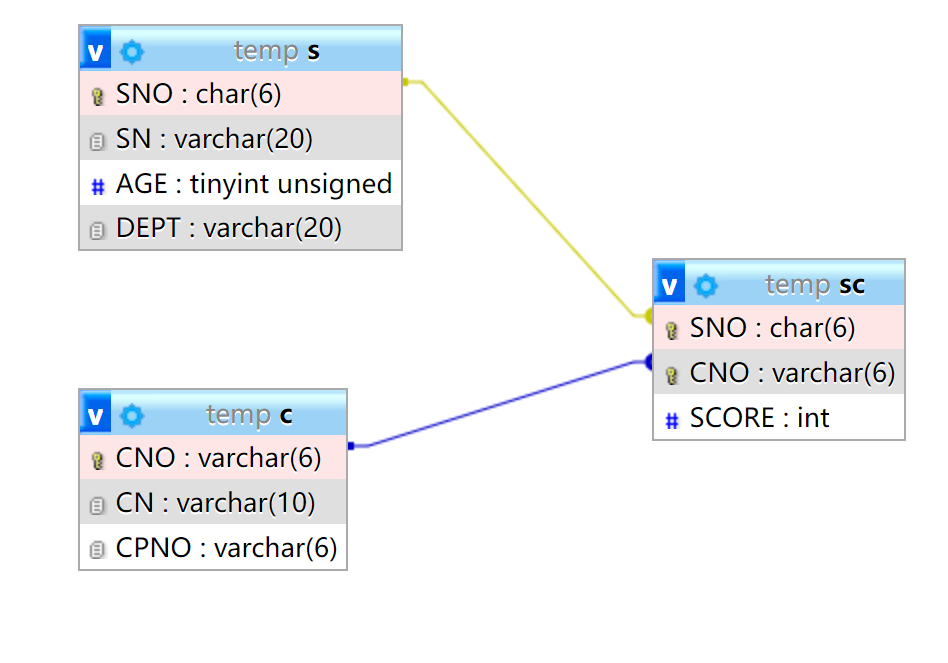 v temp s
SNO : char(6)
SN : varchar(20)
# AGE : tinyint unsigned
DEPT : varchar(20)
v temp sc
SNO : char(6)
CNO : varchar(6)
# SCORE : int
v temp c
CNO : varchar(6)
CN : varchar(10)
CPNO : varchar(6)